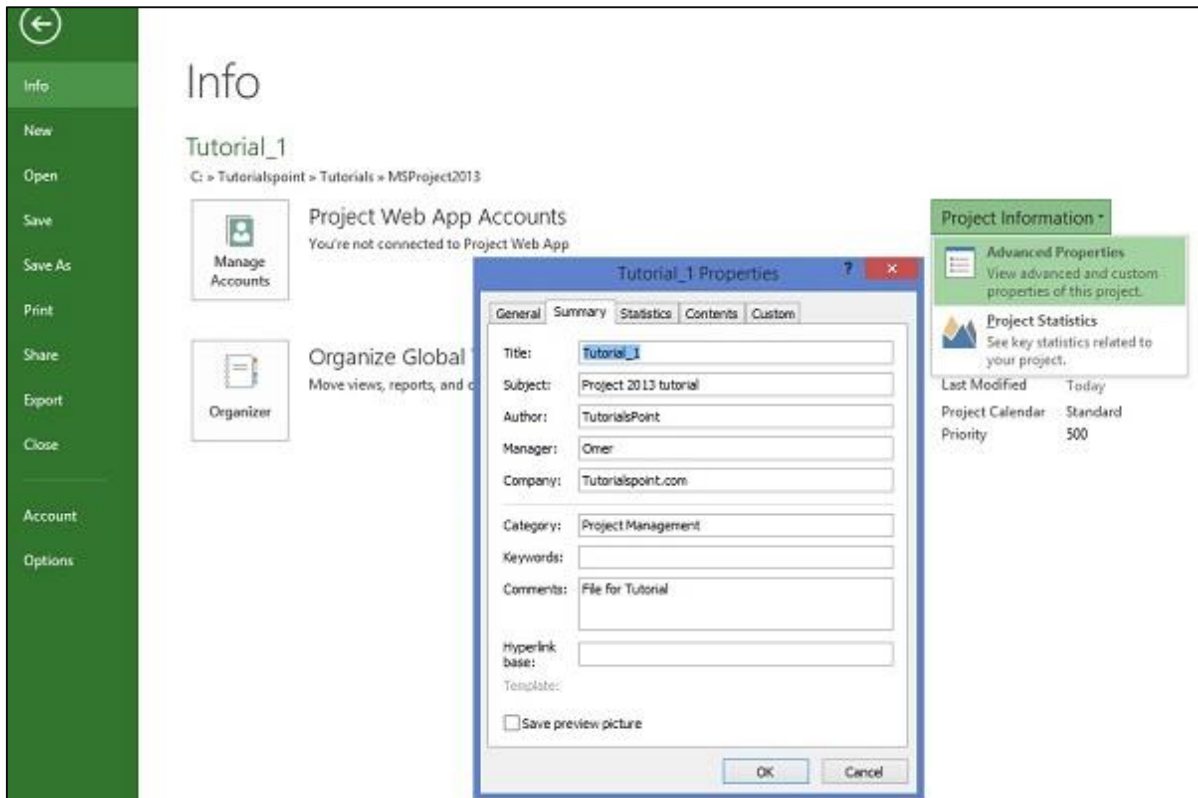 Info
New
Open
Save
Save As
Print
Share
Export
Close
Account
Options
Info
Tutorial_1
C: » Tutorialspoint » Tutorials » MSProject2013
Manage
Accounts
Project Web App Accounts
You're not connected to Project Web App
Organizer
Organize Global
Move views, reports, and
Project Information
Advanced Properties
View advanced and custom
properties of this project.
Project Statistics
See key statistics related to
your project.
Last Modified Today
Project Calendar Standard
Priority 500
Tutorial_1 Properties ? ×
General Summary Statistics Contents Custom
Title: Tutorial_1
Subject: Project 2013 tutorial
Author: TutorialsPoint
Manager: Omer
Company: Tutorialspoint.com
Category: Project Management
Keywords:
Comments: File for Tutorial
Hyperlink
base:
Template:
Save preview picture
OK Cancel